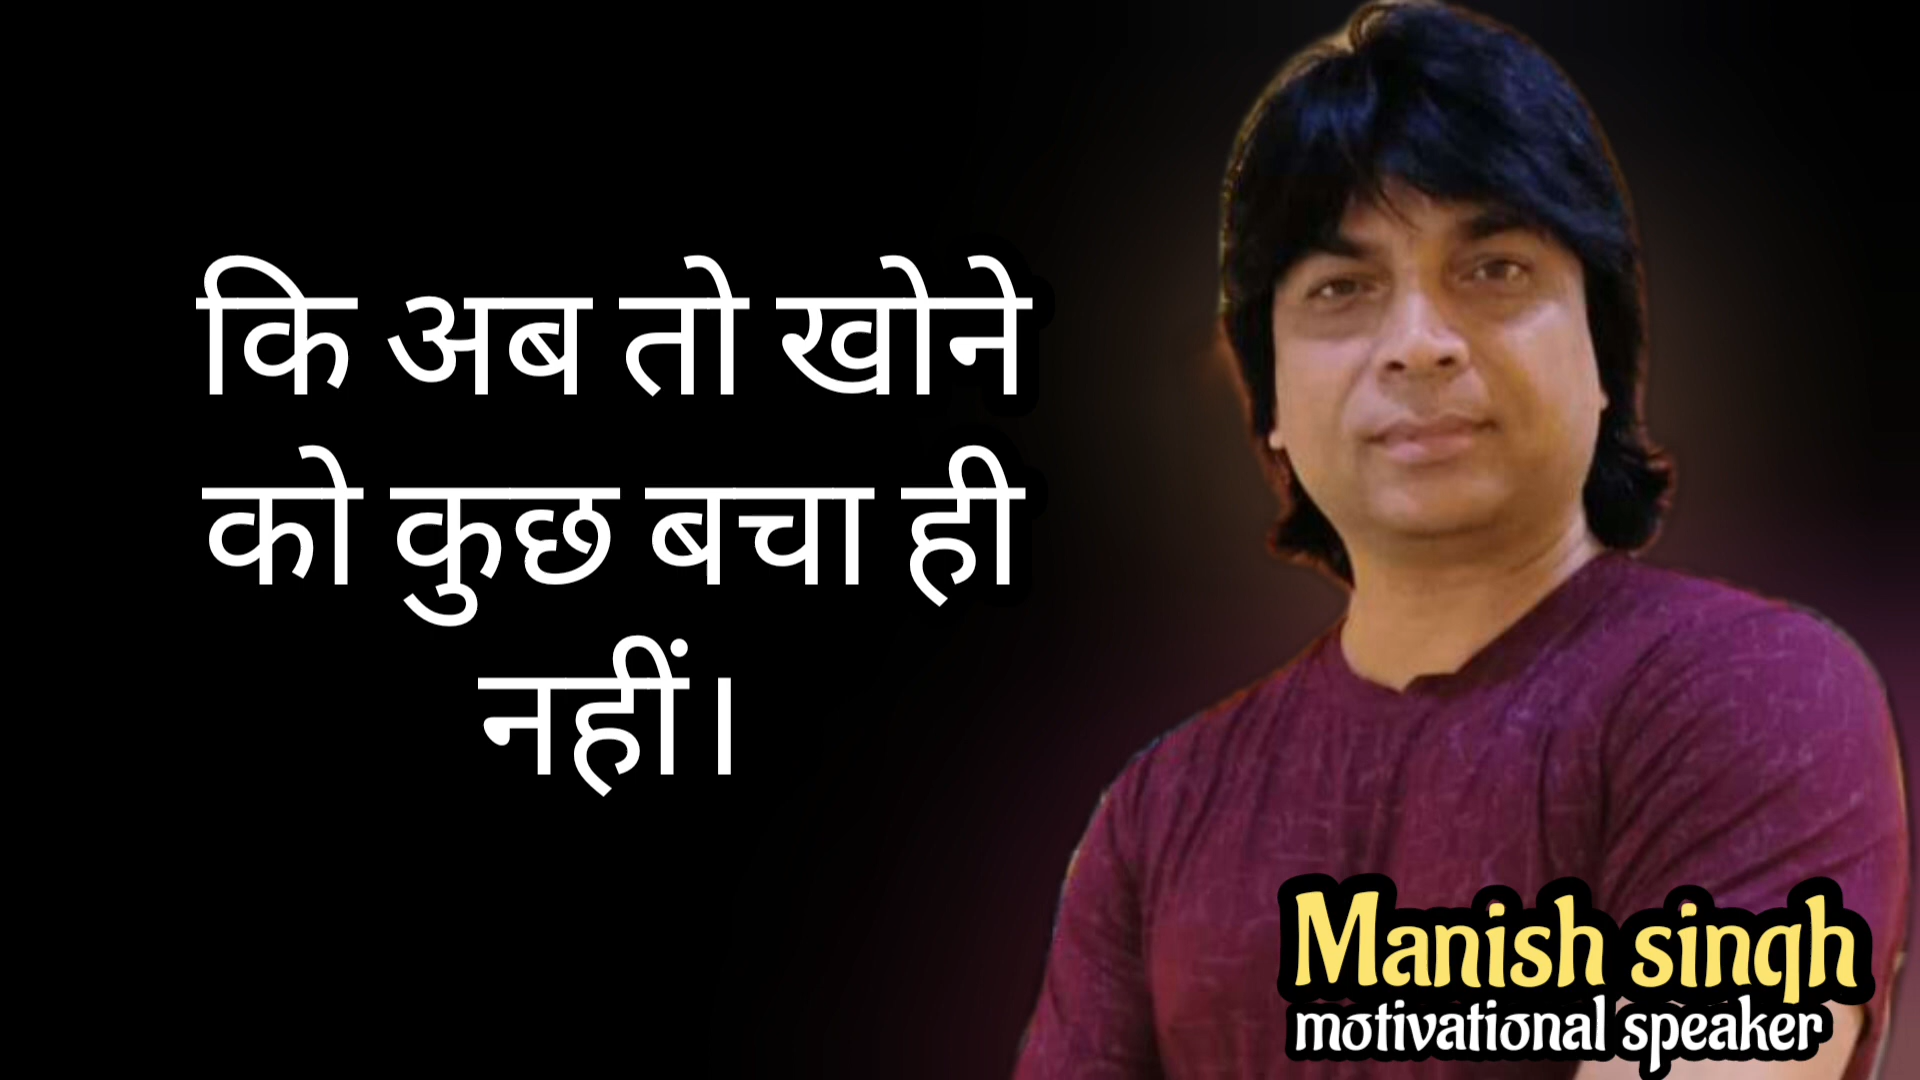 कि अब तो खोने
को कुछ बचा ही
नहीं।
Manish singh
motivational speaker